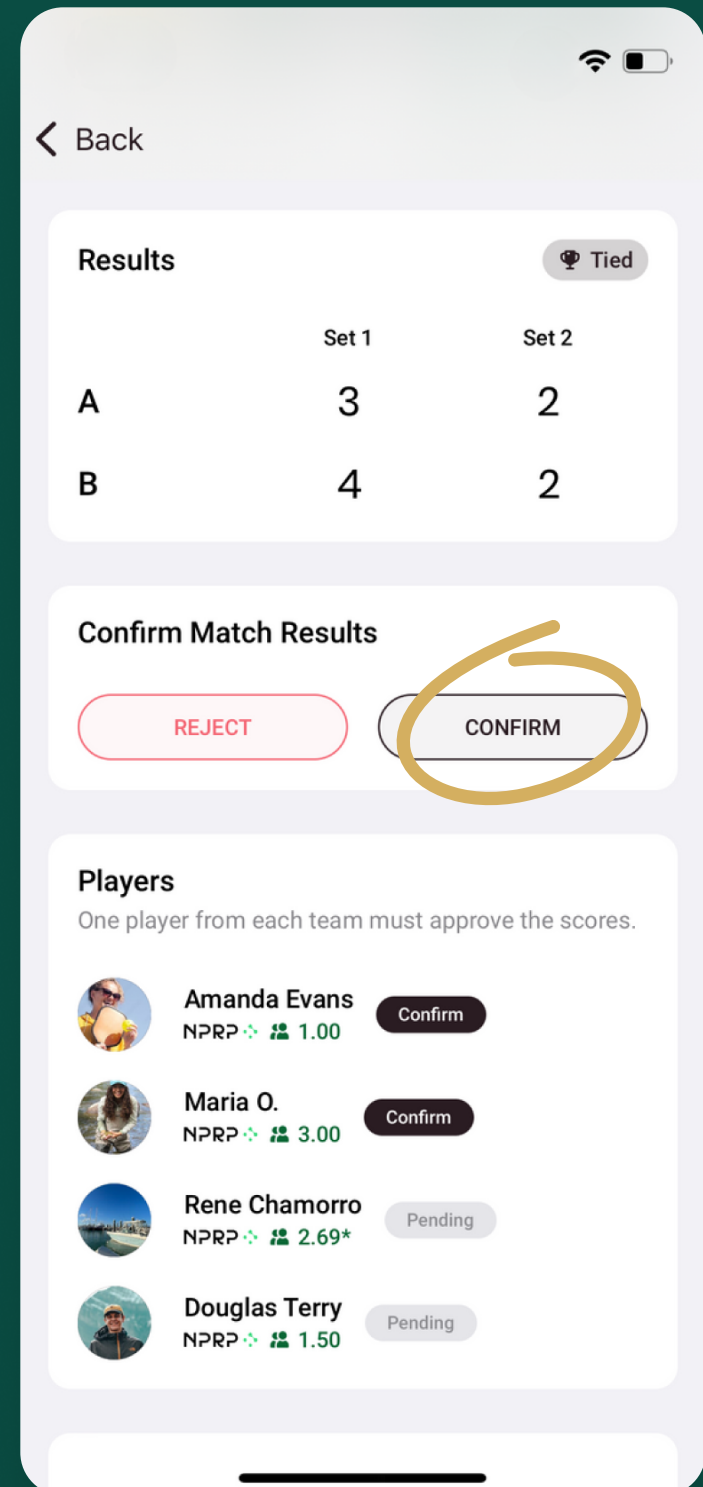 Back
Results
Tied
Set 1 Set 2
A 3 2
B 4 2
Confirm Match Results
REJECT CONFIRM
Players
One player from each team must approve the scores.
Amanda Evans
Confirm
NPRP 1.00
Maria O.
Confirm
NPRP 3.00
Rene Chamorro
Pending
NPRP 2.69*
Douglas Terry
Pending
NPRP 1.50